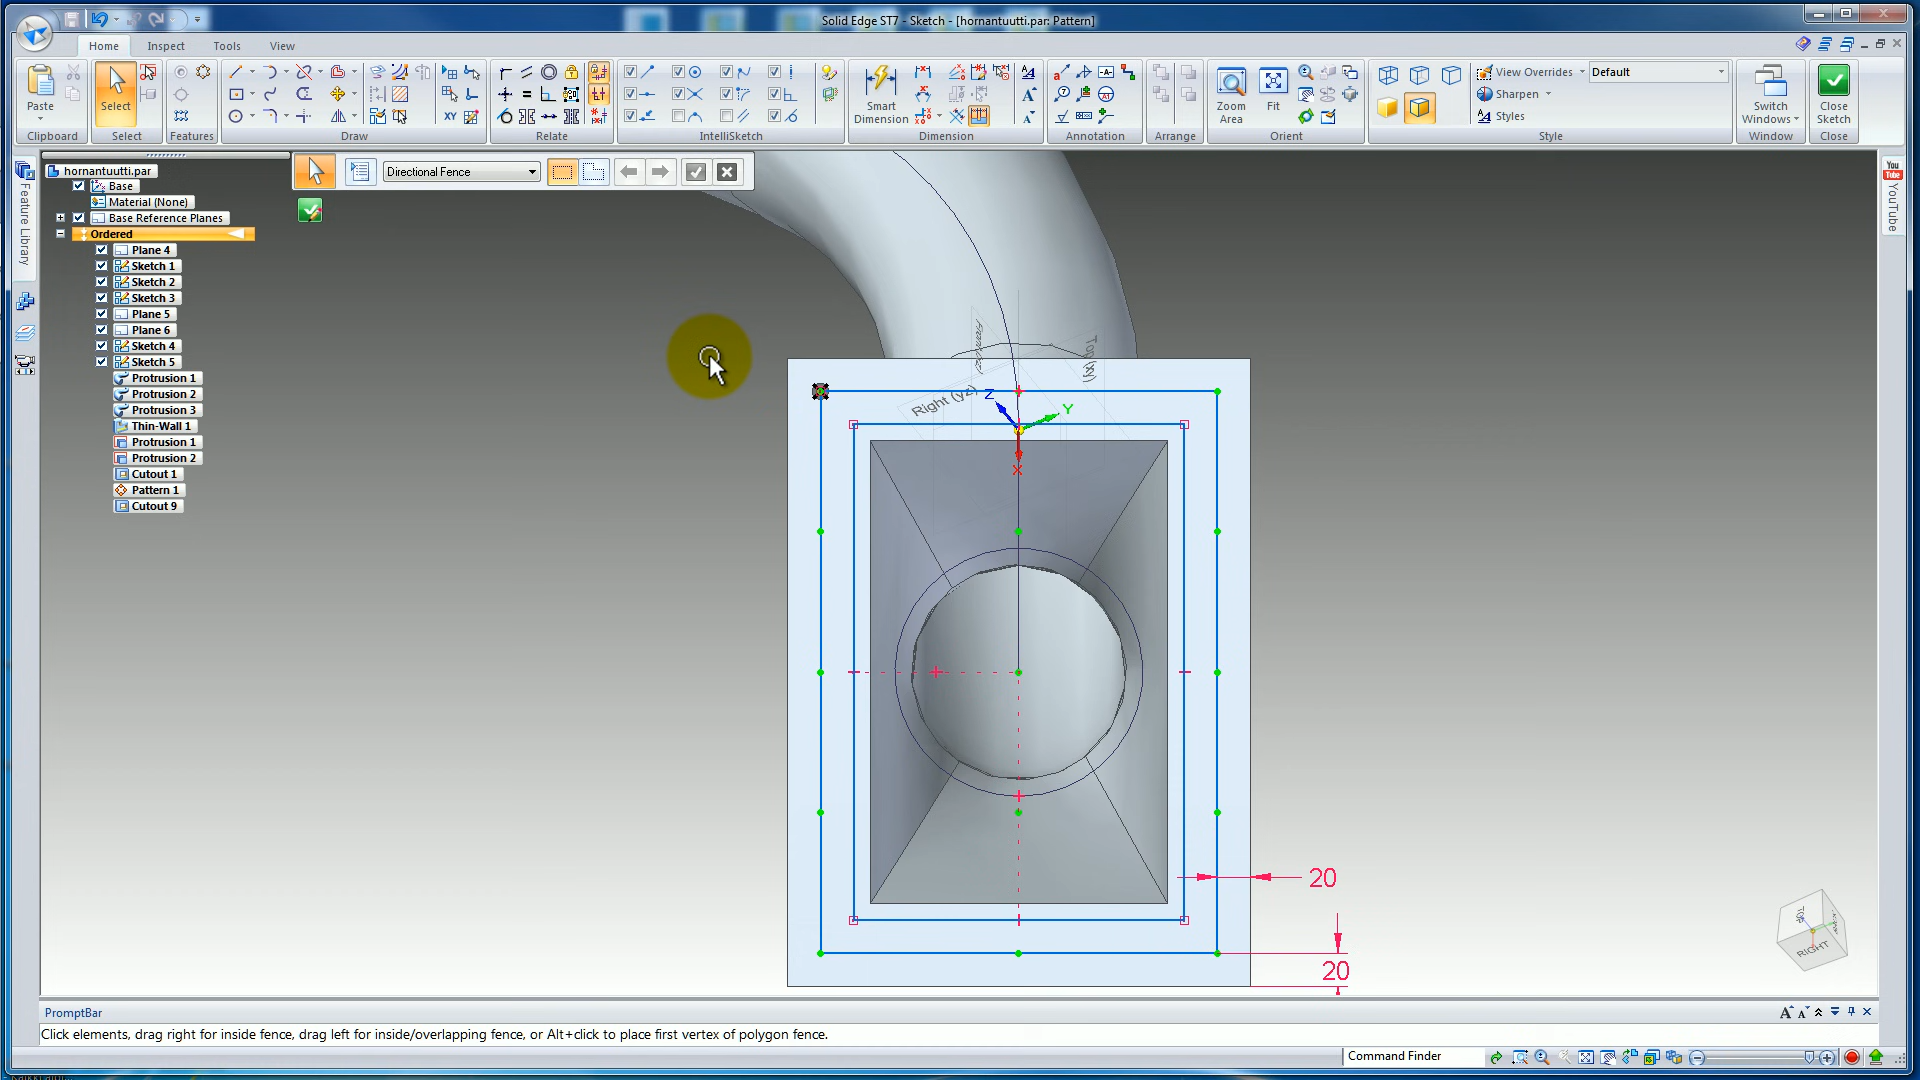 Solid Edge ST7 - Sketch - [hornantuutti.par: Pattern]
Home Inspect Tools View
Paste
Select
Smart Dimension
Zoom Area
Fit
View Overrides
Default
Sharpen
Styles
Switch Windows
Close Sketch
Clipboard Select Features Draw Relate IntelliSketch Dimension Annotation Arrange Orient Style Window Close
Feature Library
YouTube
hornantuutti.par
Directional Fence
Base
Material (None)
Base Reference Planes
Ordered
Plane 4
Sketch 1
Sketch 2
Sketch 3
Plane 5
Plane 6
Sketch 4
Sketch 5
Protrusion 1
Protrusion 2
Protrusion 3
Thin-Wall 1
Protrusion 1
Protrusion 2
Cutout 1
Pattern 1
Cutout 9
Top (xy)
Right (yz)
Z
Y
X
20
20
TOP
RIGHT
PromptBar
Click elements, drag right for inside fence, drag left for inside/overlapping fence, or Alt+click to place first vertex of polygon fence.
Command Finder